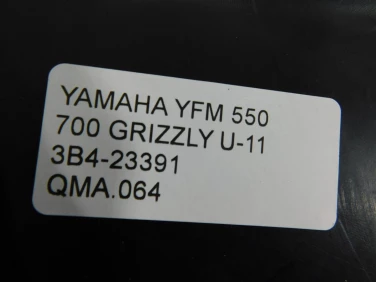 YAMAHA YFM 550
700 GRIZZLY U-11
3B4-23391
QMA.064